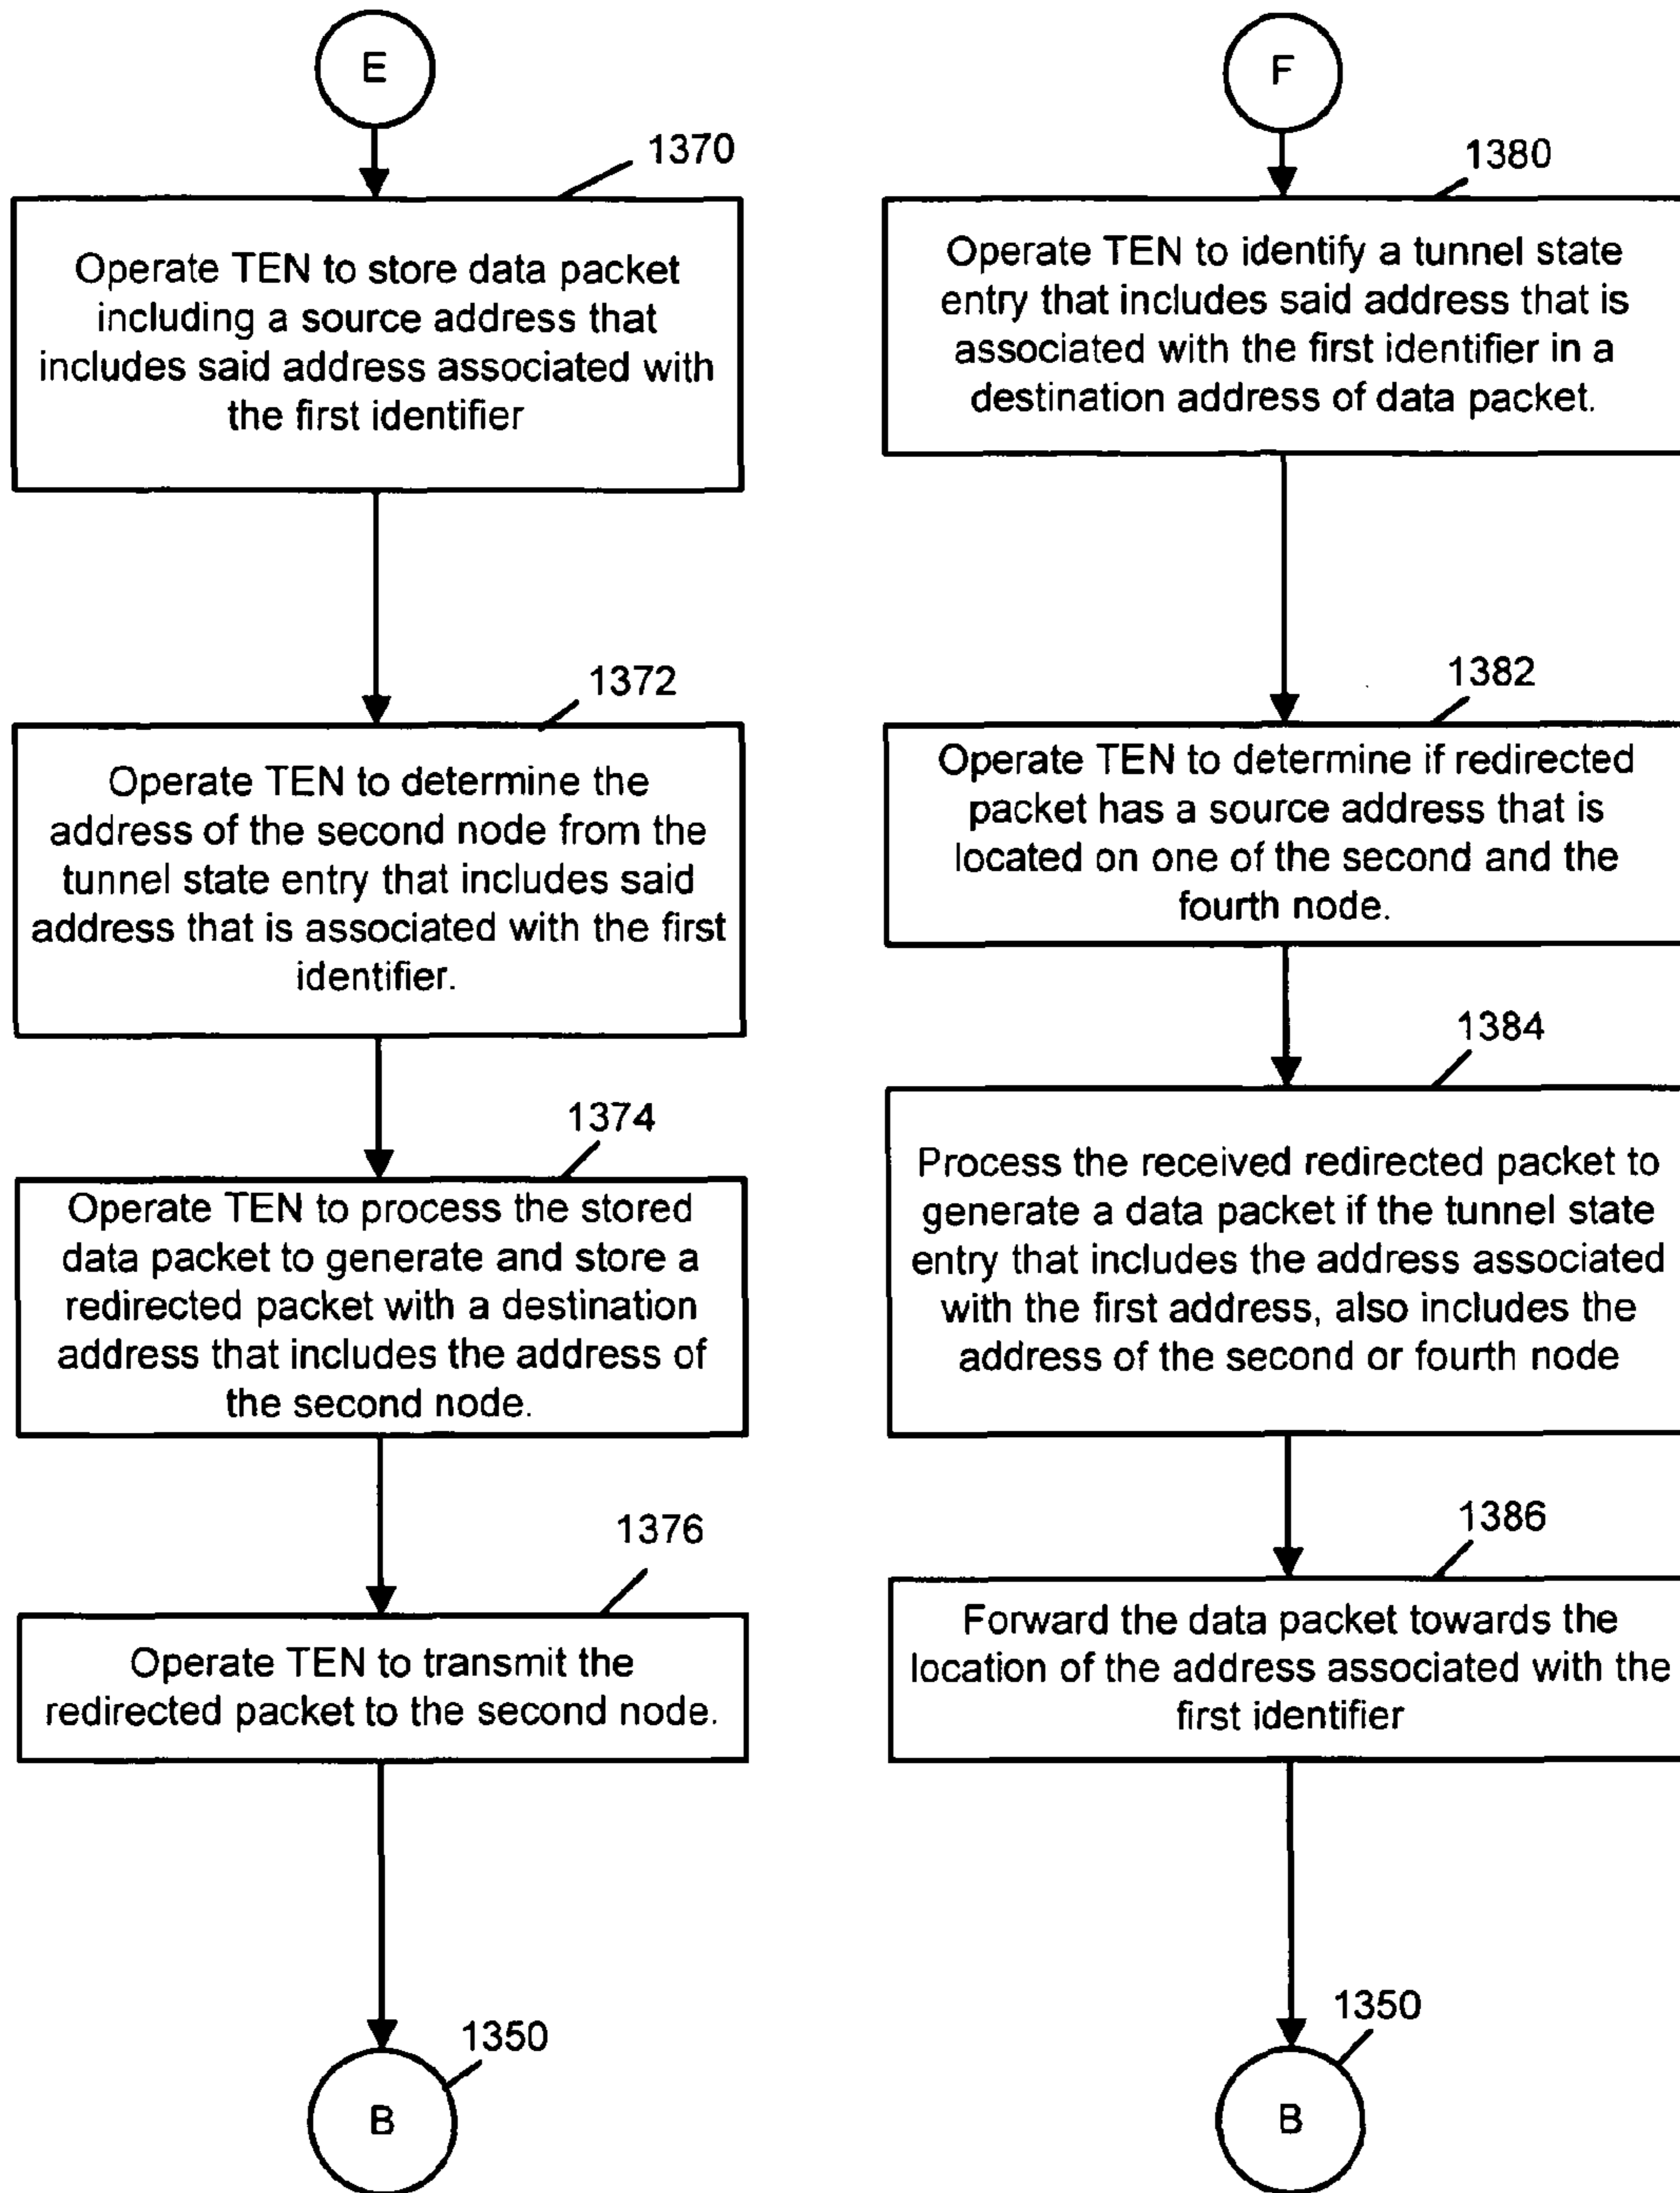 E
1370
Operate TEN to store data packet
including a source address that
includes said address associated with
the first identifier
1372
Operate TEN to determine the
address of the second node from the
tunnel state entry that includes said
address that is associated with the first
identifier.
1374
Operate TEN to process the stored
data packet to generate and store a
redirected packet with a destination
address that includes the address of
the second node.
1376
Operate TEN to transmit the
redirected packet to the second node.
1350
B
F
1380
Operate TEN to identify a tunnel state
entry that includes said address that is
associated with the first identifier in a
destination address of data packet.
1382
Operate TEN to determine if redirected
packet has a source address that is
located on one of the second and the
fourth node.
1384
Process the received redirected packet to
generate a data packet if the tunnel state
entry that includes the address associated
with the first address, also includes the
address of the second or fourth node
1386
Forward the data packet towards the
location of the address associated with the
first identifier
1350
B